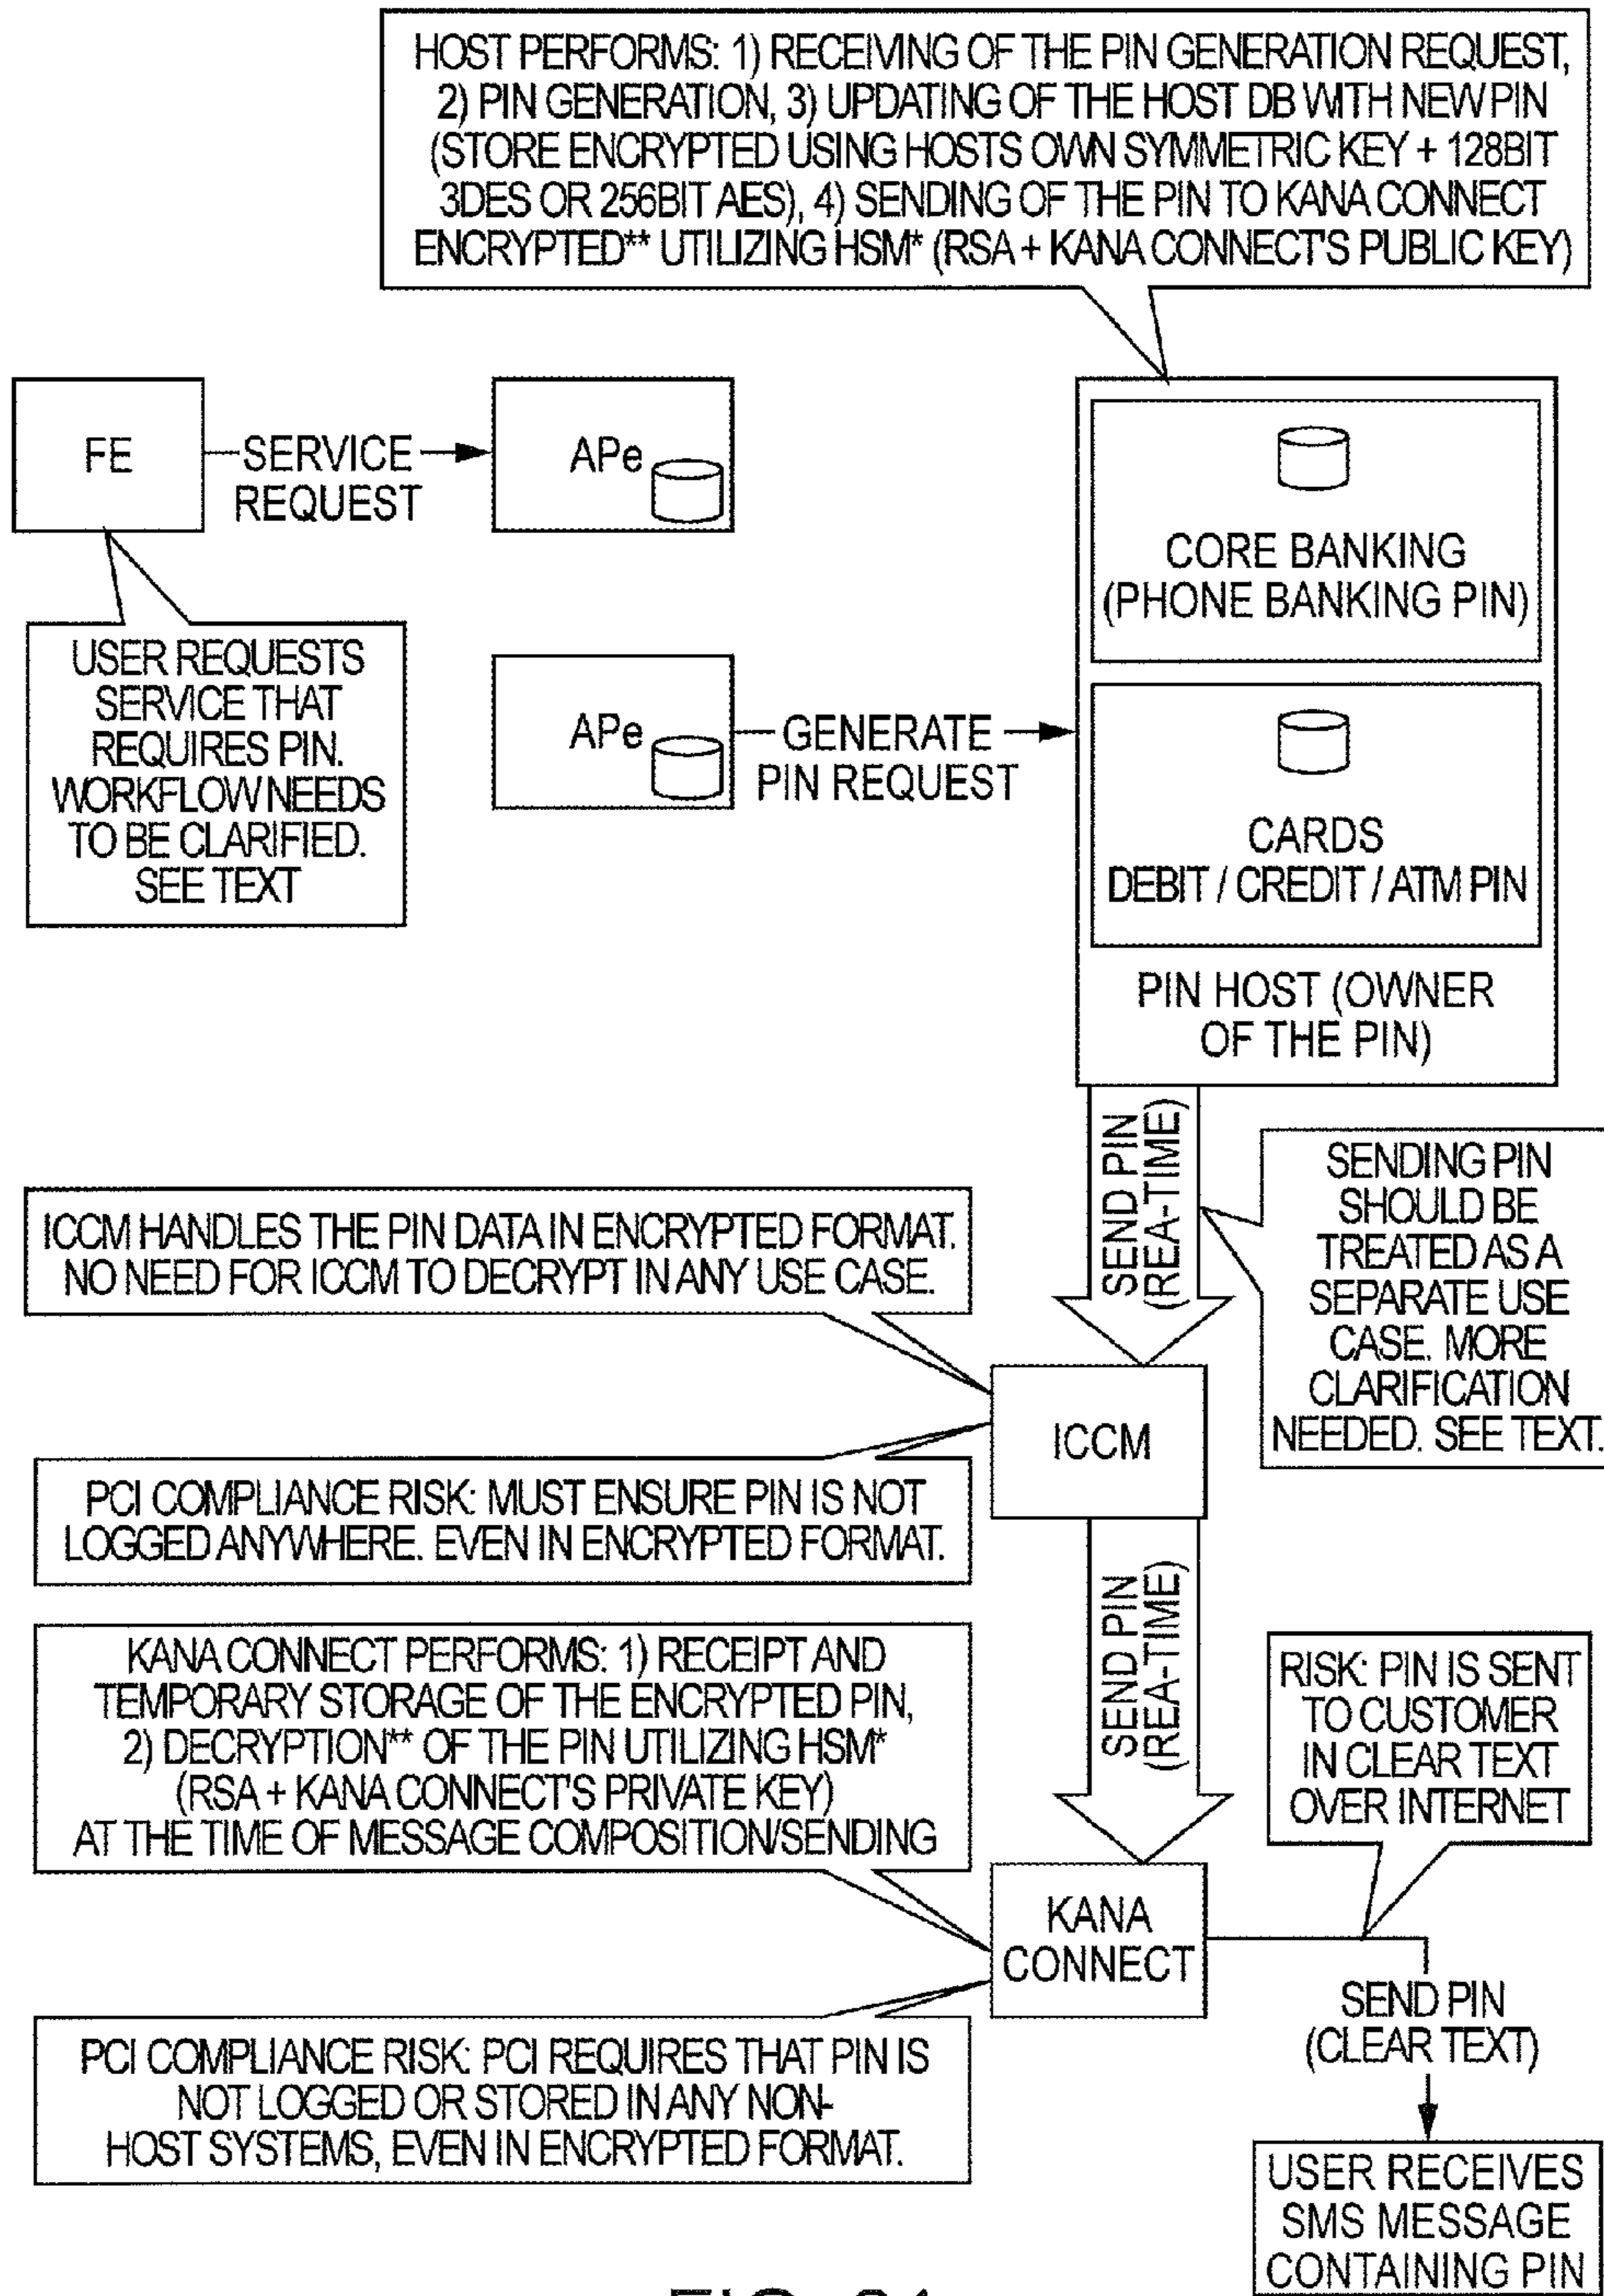 HOST PERFORMS: 1) RECEIVING OF THE PIN GENERATION REQUEST,
2) PIN GENERATION, 3) UPDATING OF THE HOST DB WITH NEW PIN
(STORE ENCRYPTED USING HOSTS OWN SYMMETRIC KEY + 128BIT
3DES OR 256BIT AES), 4) SENDING OF THE PIN TO KANA CONNECT
ENCRYPTED** UTILIZING HSM* (RSA + KANA CONNECT'S PUBLIC KEY)
FE
SERVICE
REQUEST
APe
CORE BANKING
(PHONE BANKING PIN)
USER REQUESTS
SERVICE THAT
REQUIRES PIN.
WORKFLOW NEEDS
TO BE CLARIFIED.
SEE TEXT
APe
GENERATE
PIN REQUEST
CARDS
DEBIT / CREDIT / ATM PIN
PIN HOST (OWNER
OF THE PIN)
SEND PIN
(REA-TIME)
SENDING PIN
SHOULD BE
TREATED AS A
SEPARATE USE
CASE. MORE
CLARIFICATION
NEEDED. SEE TEXT.
ICCM HANDLES THE PIN DATA IN ENCRYPTED FORMAT.
NO NEED FOR ICCM TO DECRYPT IN ANY USE CASE.
ICCM
PCI COMPLIANCE RISK: MUST ENSURE PIN IS NOT
LOGGED ANYWHERE. EVEN IN ENCRYPTED FORMAT.
SEND PIN
(REA-TIME)
KANA CONNECT PERFORMS: 1) RECEIPT AND
TEMPORARY STORAGE OF THE ENCRYPTED PIN,
2) DECRYPTION** OF THE PIN UTILIZING HSM*
(RSA + KANA CONNECT'S PRIVATE KEY)
AT THE TIME OF MESSAGE COMPOSITION/SENDING
RISK: PIN IS SENT
TO CUSTOMER
IN CLEAR TEXT
OVER INTERNET
KANA
CONNECT
SEND PIN
(CLEAR TEXT)
PCI COMPLIANCE RISK: PCI REQUIRES THAT PIN IS
NOT LOGGED OR STORED IN ANY NON-
HOST SYSTEMS, EVEN IN ENCRYPTED FORMAT.
USER RECEIVES
SMS MESSAGE
CONTAINING PIN